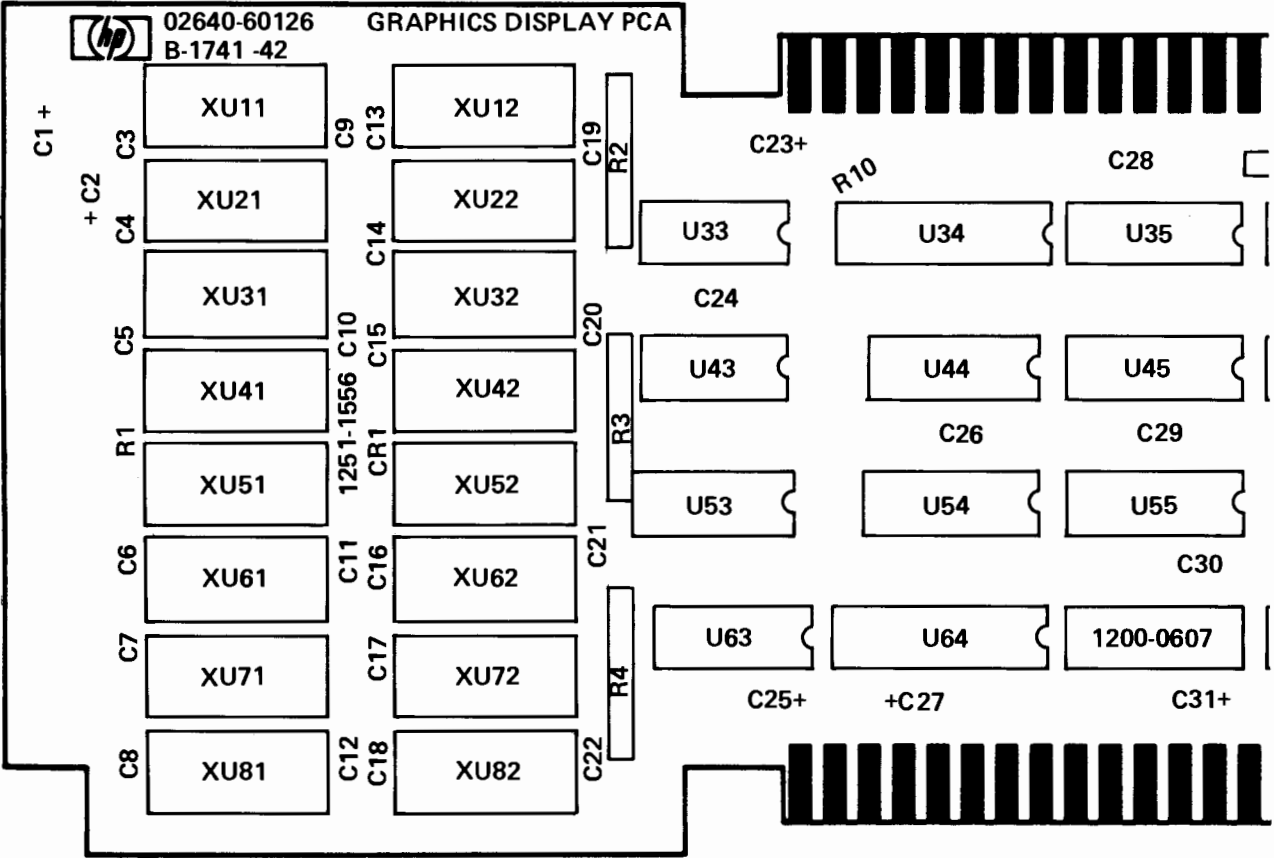 hp
02640-60126
B-1741 -42
GRAPHICS DISPLAY PCA
C1 +
C3
XU11
C9
C13
XU12
C19
R2
C23+
R10
C28
+ C2
C4
XU21
C14
XU22
U33
U34
U35
C5
XU31
C10
C15
XU32
C20
C24
R1
XU41
1251-1556
CR1
XU42
R3
U43
U44
U45
C26
C29
XU51
XU52
U53
U54
U55
C6
XU61
C11
C16
XU62
C21
C30
C7
XU71
C17
XU72
R4
U63
U64
1200-0607
C25+
+C27
C31+
C8
XU81
C12
C18
XU82
C22